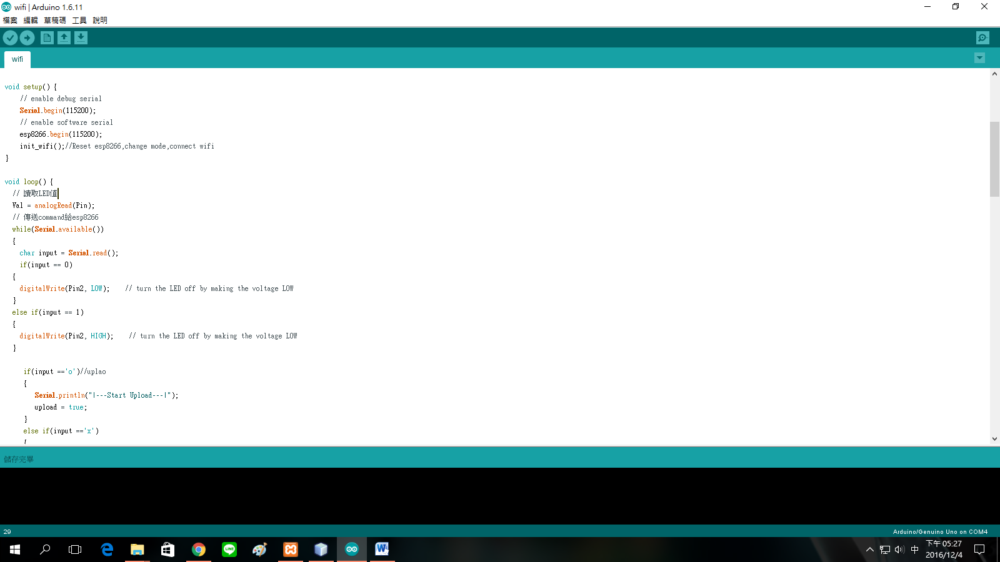 wifi | Arduino 1.6.11
檔案 編輯 草稿碼 工具 說明
wifi
void setup() {
// enable debug serial
Serial.begin(115200);
// enable software serial
esp8266.begin(115200);
init_wifi();//Reset esp8266,change mode,connect wifi
}
void loop() {
// 讀取LED值
Val = analogRead(Pin);
// 傳送command給esp8266
while(Serial.available())
{
char input = Serial.read();
if(input == 0)
{
digitalWrite(Pin2, LOW);    // turn the LED off by making the voltage LOW
}
else if(input == 1)
{
digitalWrite(Pin2, HIGH);    // turn the LED off by making the voltage LOW
}
if(input =='o')//uplao
{
Serial.println("|---Start Upload---|");
upload = true;
}
else if(input =='x')
{
儲存完畢
29
Arduino/Genuino Uno on COM4
LINE
W
中
下午 05:27
2016/12/4